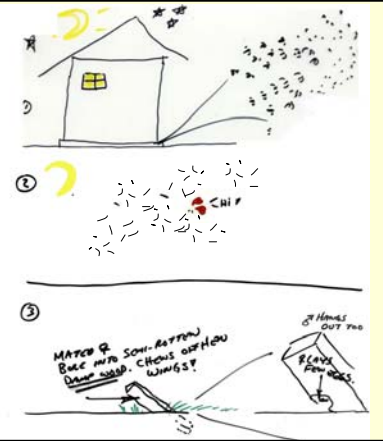 ①
②
<Hi!
③
♂ HANGS
OUT TOO
MATED ♀
BORE INTO SEMI-ROTTEN
DAMP WOOD. CHEWS OFF HER
WINGS!
♀ LAYS
FEW EGGS.